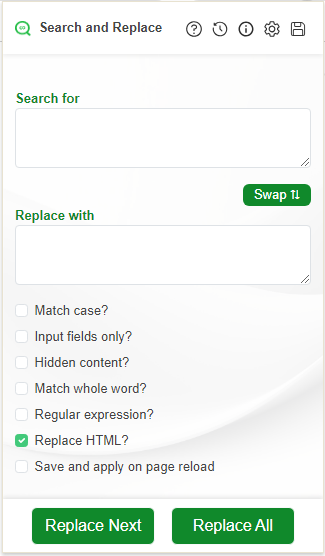 Search and Replace
Search for
Swap ⇅
Replace with
Match case?
Input fields only?
Hidden content?
Match whole word?
Regular expression?
Replace HTML?
Save and apply on page reload
Replace Next Replace All